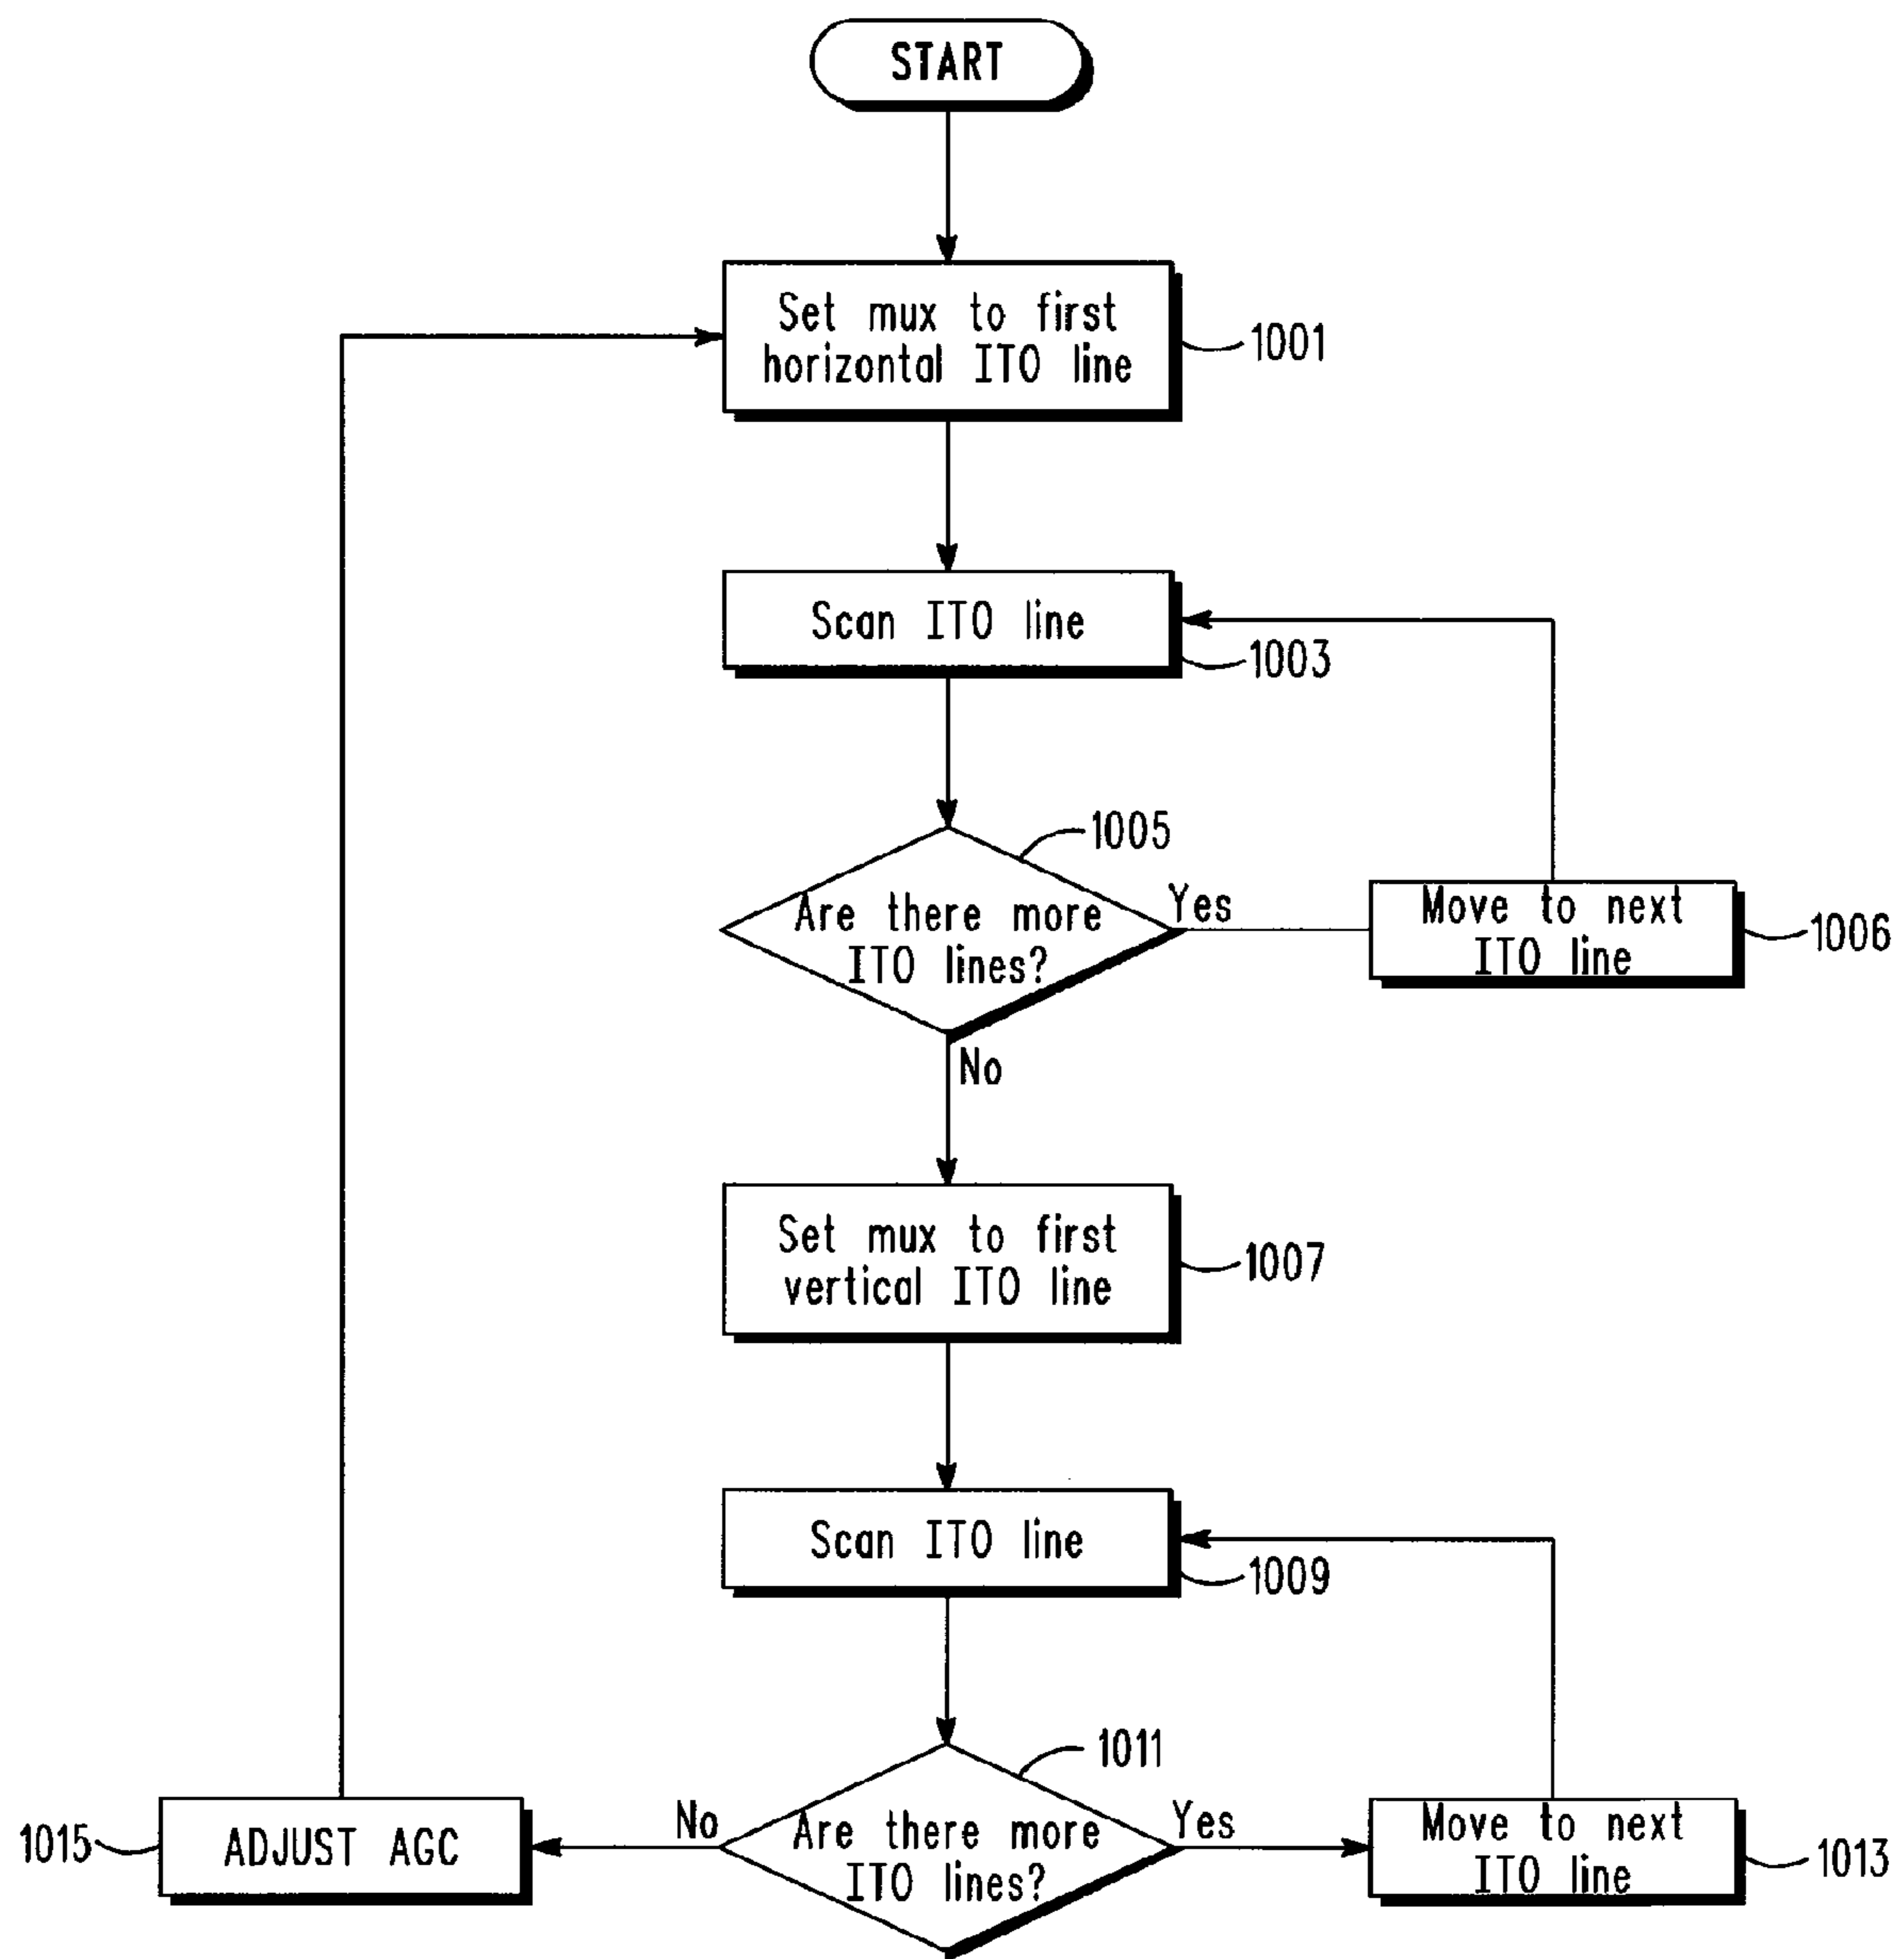 START
Set mux to first
horizontal ITO line
1001
Scan ITO line
1003
1005
Are there more
ITO lines?
Yes
Move to next
ITO line
1006
No
Set mux to first
vertical ITO line
1007
Scan ITO line
1009
1011
Are there more
ITO lines?
Yes
Move to next
ITO line
1013
No
ADJUST AGC
1015